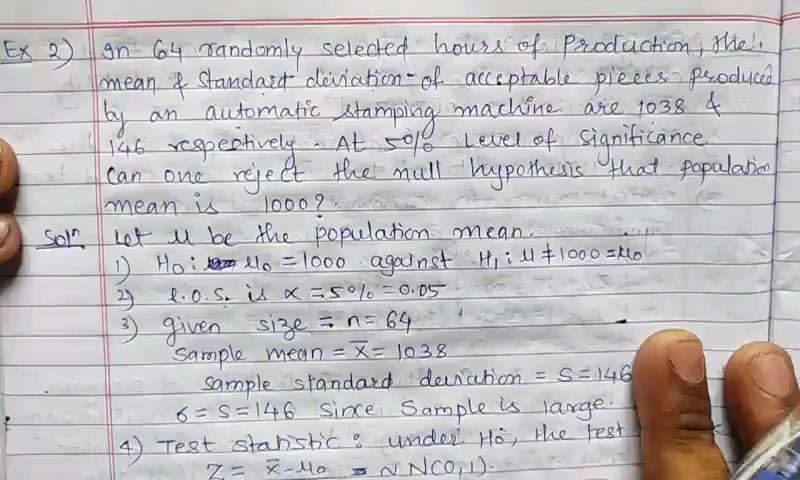 Ex 2) In 64 randomly selected hours of Production, the
mean & Standard deviation of acceptable pieces produced
by an automatic stamping machine are 1038 &
146 respectively. At 5% Level of Significance
can one reject the null hypothesis that population
mean is 1000?
Solⁿ Let μ be the population mean.
1) H₀: μ₀ = 1000 against H₁: μ ≠ 1000 = μ₀
2) l.o.s. is α = 5% = 0.05
3) given size = n = 64
Sample mean = x̄ = 1038
Sample standard deviation = S = 146
σ = S = 146 Since Sample is large.
4) Test Statistic: under H₀, the test
Z = x̄ - μ₀ ~ N(0,1).